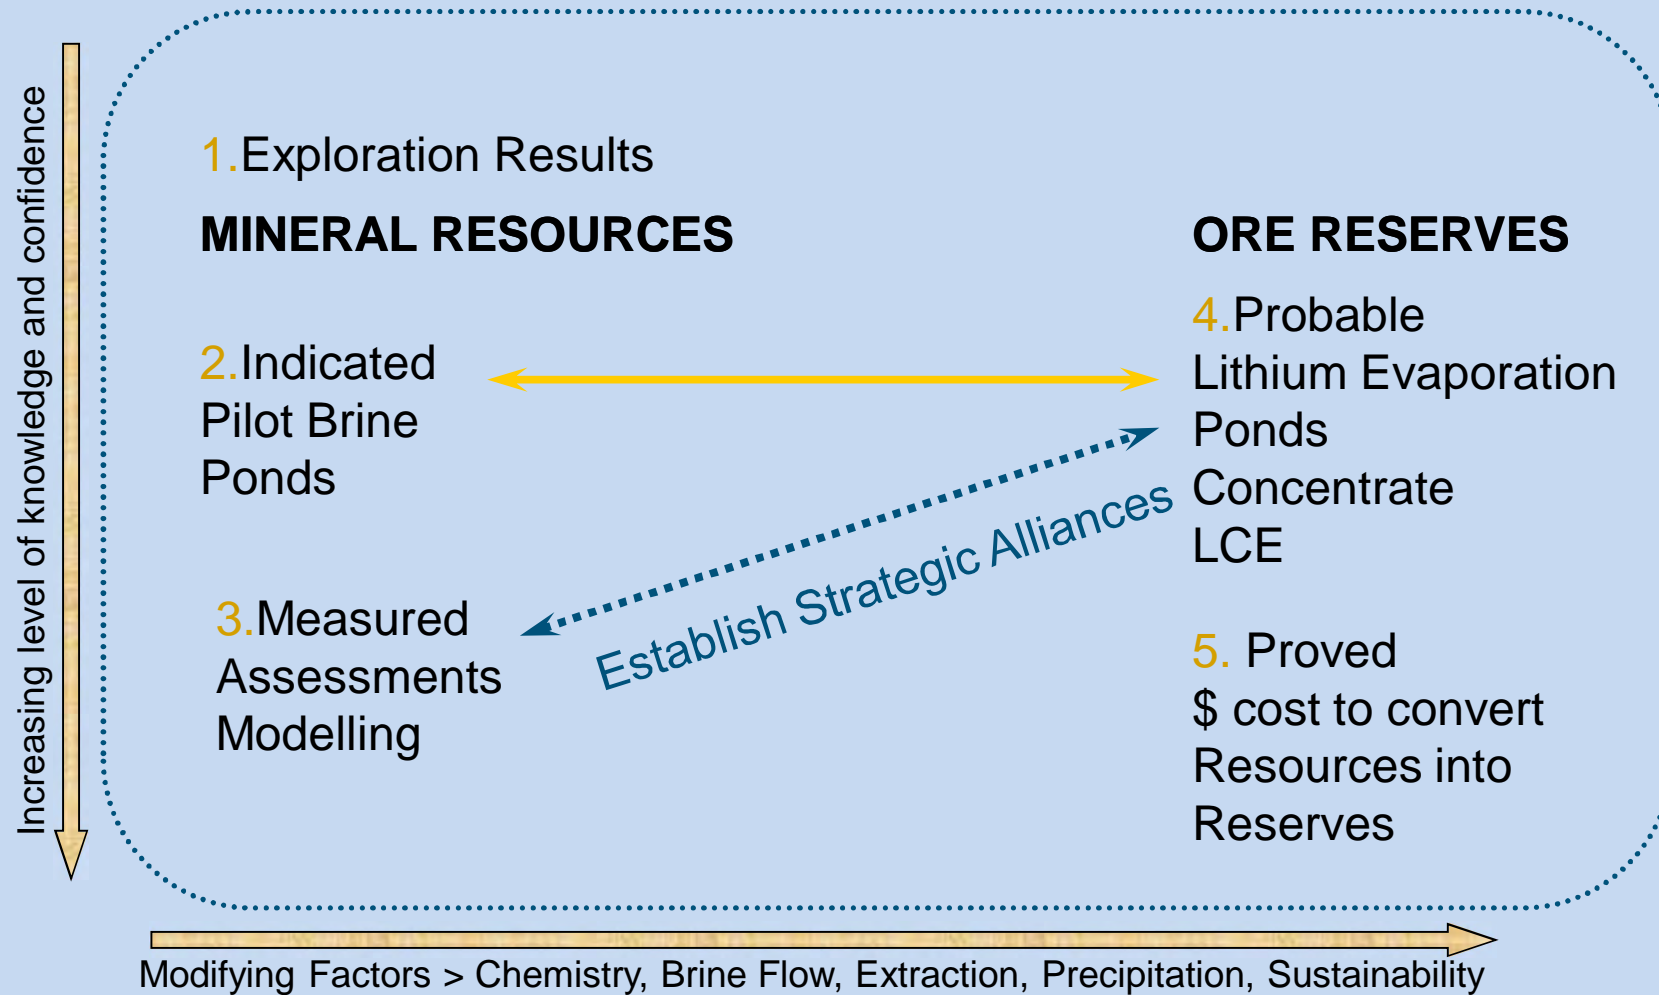 Increasing level of knowledge and confidence
1.Exploration Results
MINERAL RESOURCES
2.Indicated
Pilot Brine
Ponds
3.Measured
Assessments
Modelling
Establish Strategic Alliances
ORE RESERVES
4.Probable
Lithium Evaporation
Ponds
Concentrate
LCE
5. Proved
$ cost to convert
Resources into
Reserves
Modifying Factors > Chemistry, Brine Flow, Extraction, Precipitation, Sustainability